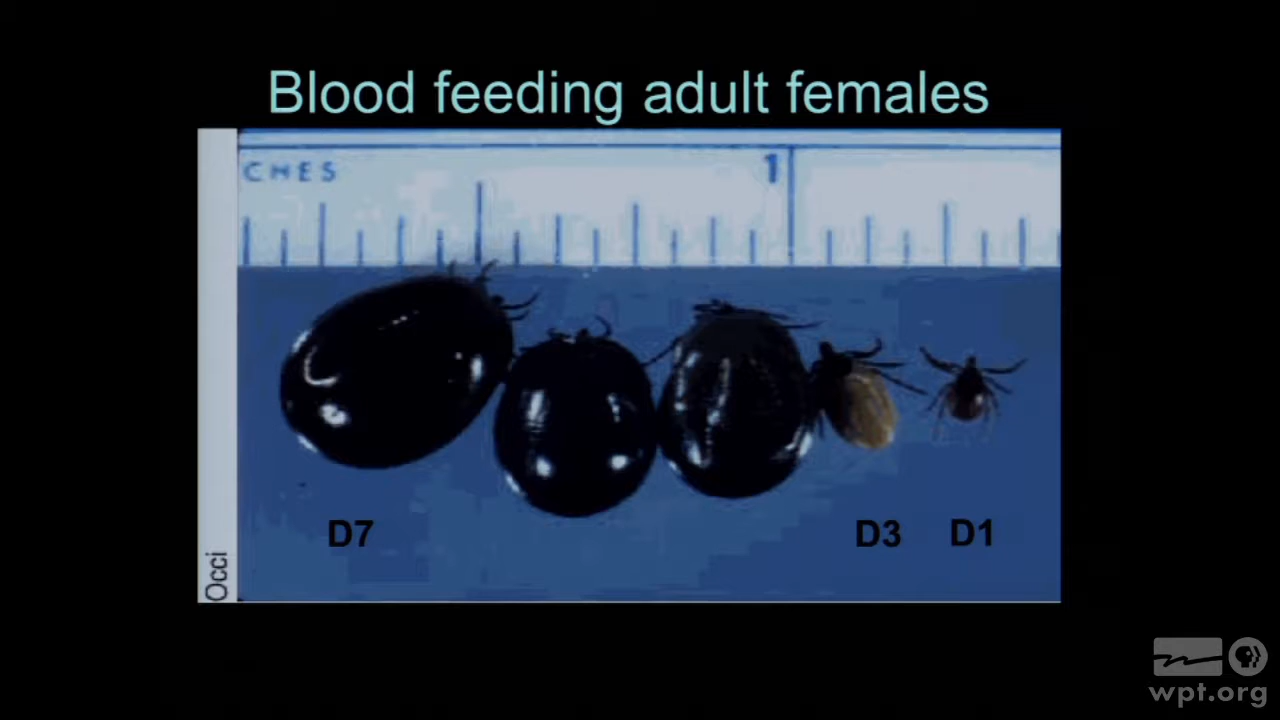 Blood feeding adult females
CHES
1
D7
D3
D1
Occi
wpt.org